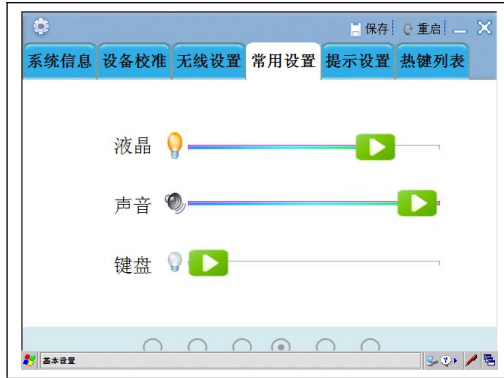 保存 重启
系统信息 设备校准 无线设置 常用设置 提示设置 热键列表
液晶
声音
键盘
基本设置